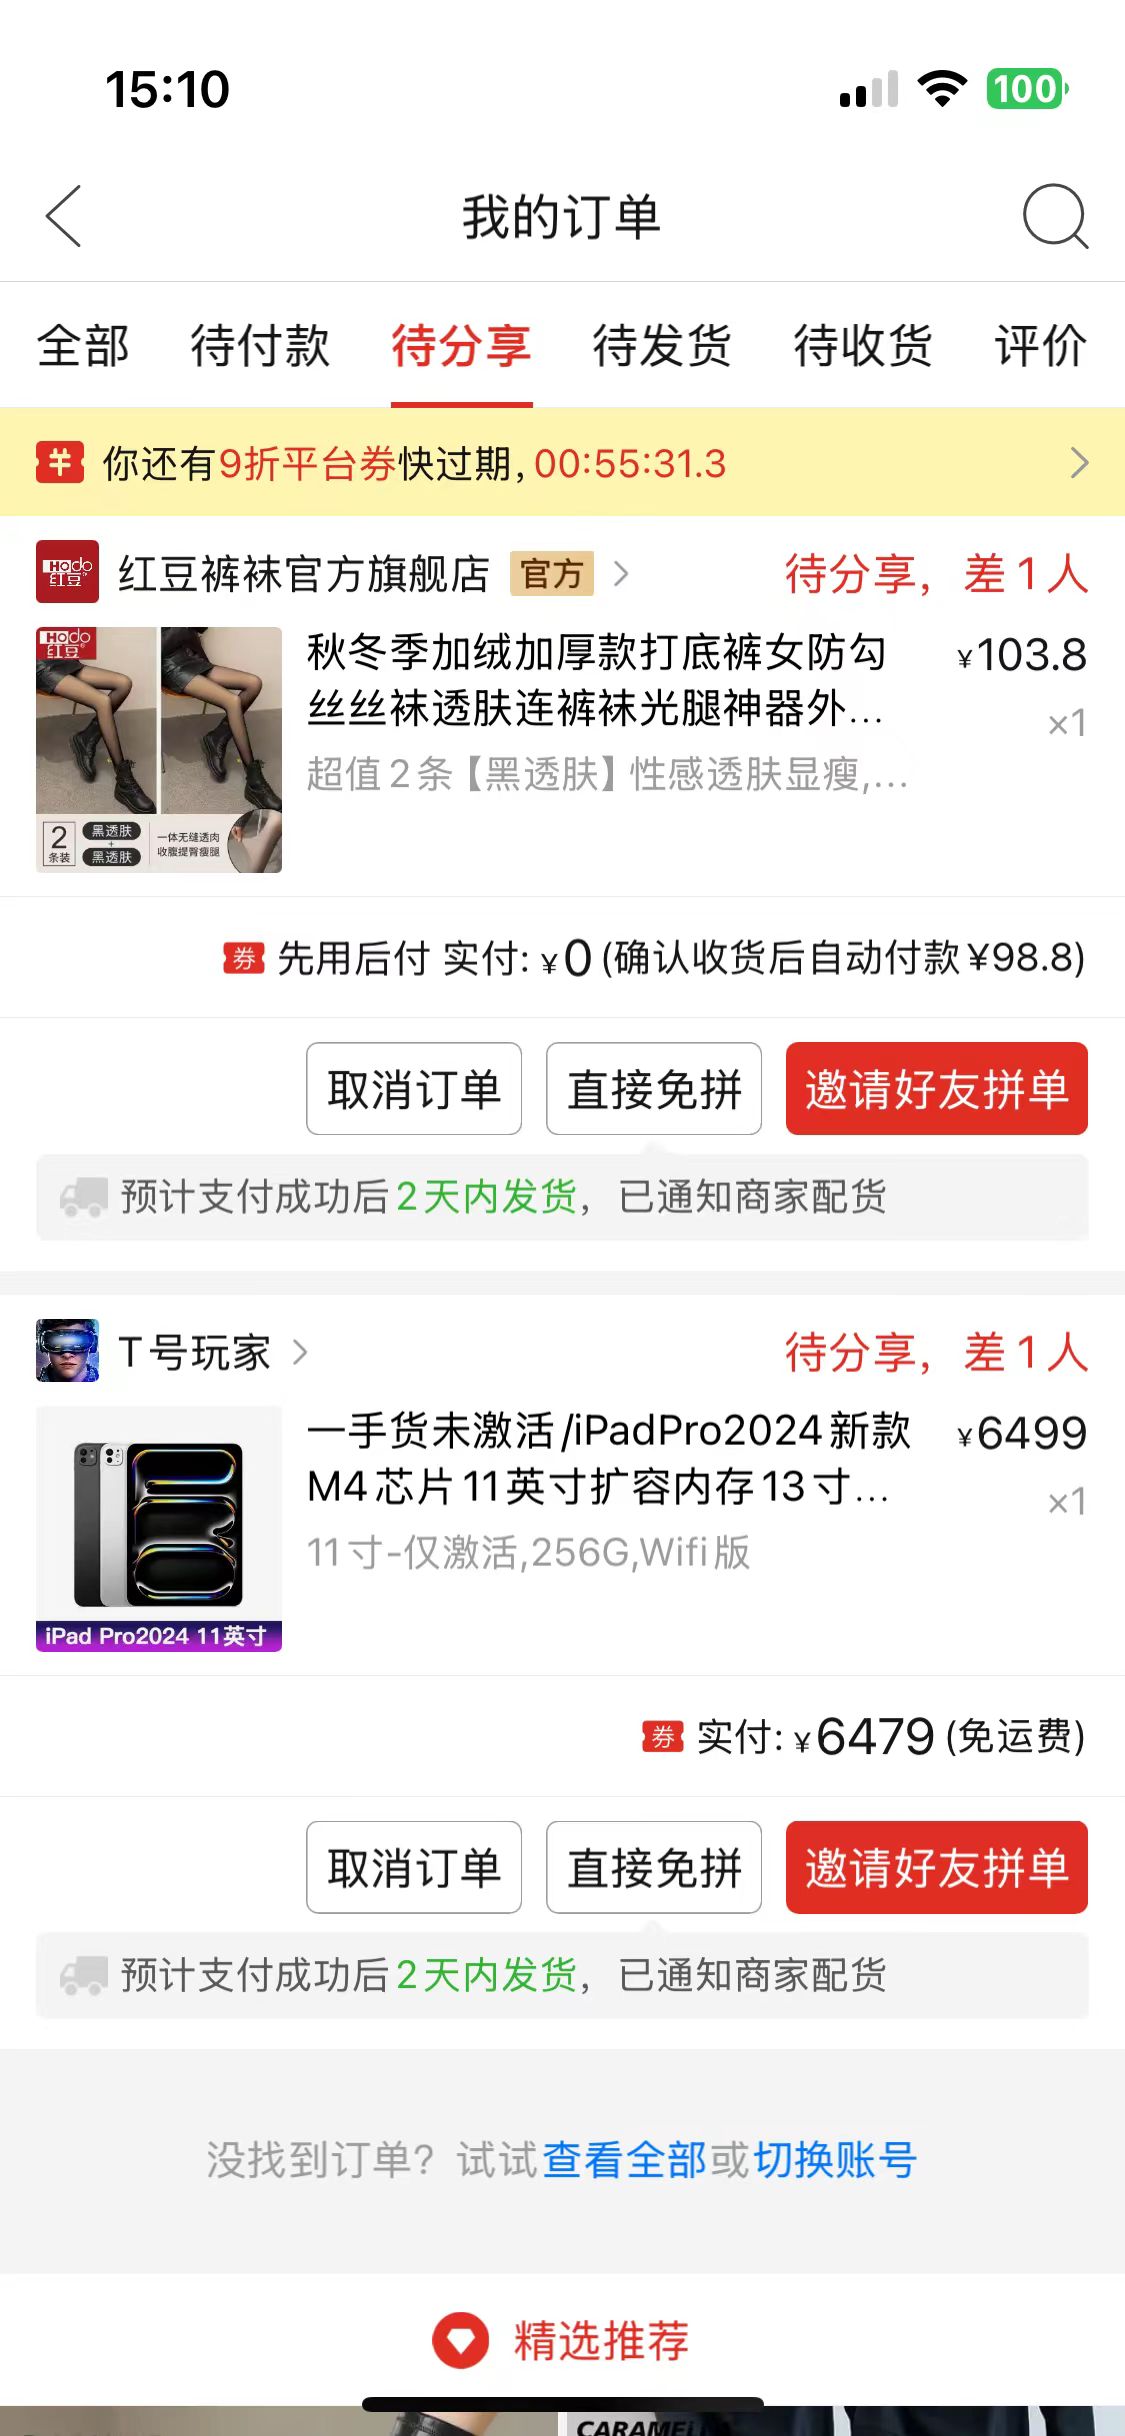 15:10
100
我的订单
全部 待付款 待分享 待发货 待收货 评价
你还有9折平台券快过期, 00:55:31.3
Hodo 红豆 红豆裤袜官方旗舰店 官方 待分享，差1人
Hodo
红豆
秋冬季加绒加厚款打底裤女防勾 ¥103.8
丝丝袜透肤连裤袜光腿神器外...
×1
超值2条【黑透肤】性感透肤显瘦,...
2
条装
黑透肤
+
黑透肤
一体无缝透肉
收腹提臀瘦腿
券 先用后付 实付: ¥0 (确认收货后自动付款¥98.8)
取消订单 直接免拼 邀请好友拼单
预计支付成功后2天内发货，已通知商家配货
T号玩家 待分享，差1人
一手货未激活/iPadPro2024新款 ¥6499
M4芯片11英寸扩容内存13寸...
×1
11寸-仅激活,256G,Wifi版
iPad Pro2024 11英寸
券 实付: ¥6479 (免运费)
取消订单 直接免拼 邀请好友拼单
预计支付成功后2天内发货，已通知商家配货
没找到订单? 试试查看全部或切换账号
精选推荐